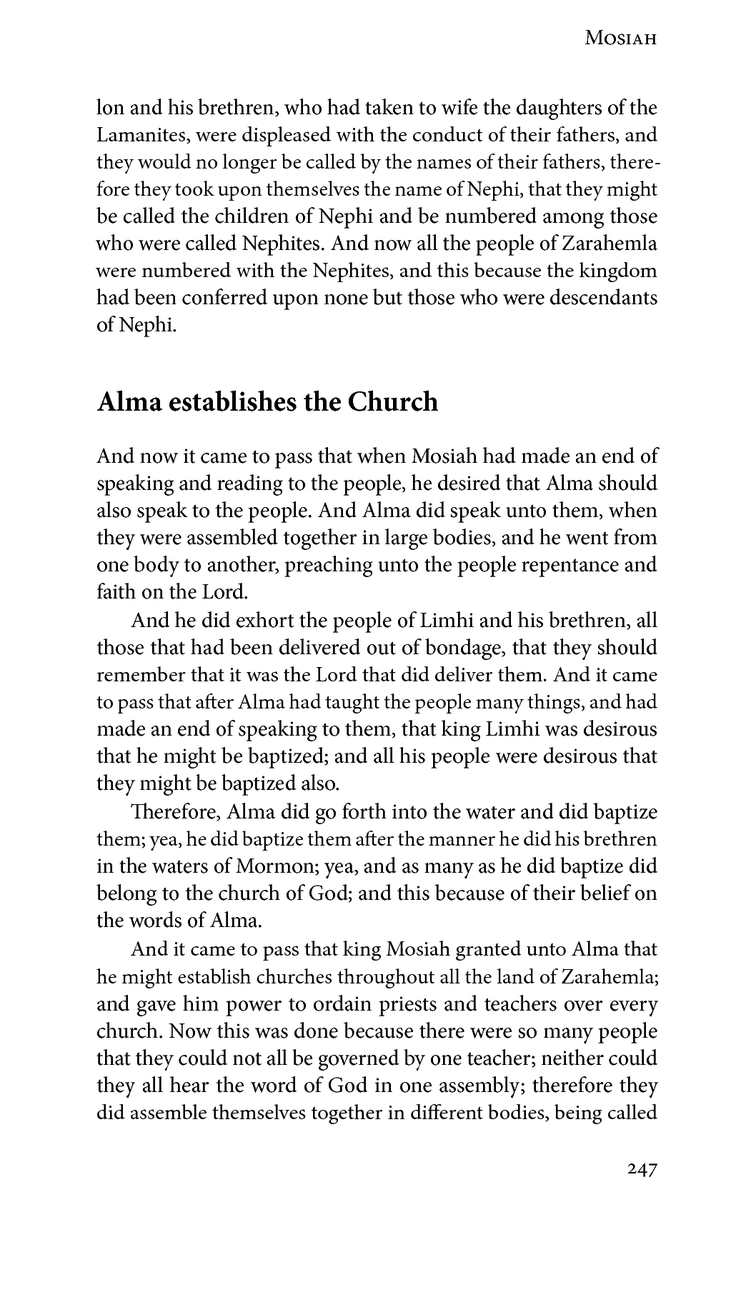 Mosiah
lon and his brethren, who had taken to wife the daughters of the
Lamanites, were displeased with the conduct of their fathers, and
they would no longer be called by the names of their fathers, there-
fore they took upon themselves the name of Nephi, that they might
be called the children of Nephi and be numbered among those
who were called Nephites. And now all the people of Zarahemla
were numbered with the Nephites, and this because the kingdom
had been conferred upon none but those who were descendants
of Nephi.
Alma establishes the Church
And now it came to pass that when Mosiah had made an end of
speaking and reading to the people, he desired that Alma should
also speak to the people. And Alma did speak unto them, when
they were assembled together in large bodies, and he went from
one body to another, preaching unto the people repentance and
faith on the Lord.
And he did exhort the people of Limhi and his brethren, all
those that had been delivered out of bondage, that they should
remember that it was the Lord that did deliver them. And it came
to pass that after Alma had taught the people many things, and had
made an end of speaking to them, that king Limhi was desirous
that he might be baptized; and all his people were desirous that
they might be baptized also.
Therefore, Alma did go forth into the water and did baptize
them; yea, he did baptize them after the manner he did his brethren
in the waters of Mormon; yea, and as many as he did baptize did
belong to the church of God; and this because of their belief on
the words of Alma.
And it came to pass that king Mosiah granted unto Alma that
he might establish churches throughout all the land of Zarahemla;
and gave him power to ordain priests and teachers over every
church. Now this was done because there were so many people
that they could not all be governed by one teacher; neither could
they all hear the word of God in one assembly; therefore they
did assemble themselves together in different bodies, being called
247